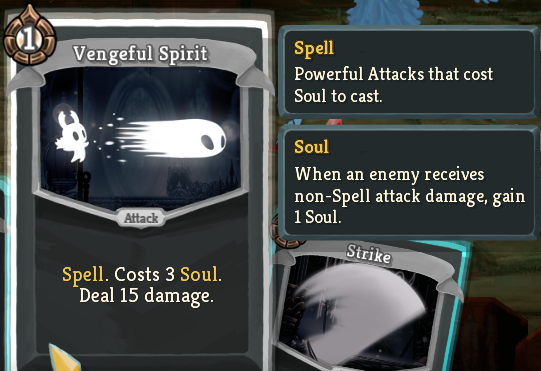 1
Vengeful Spirit
Attack
Spell. Costs 3 Soul.
Deal 15 damage.
Spell
Powerful Attacks that cost
Soul to cast.
Soul
When an enemy receives
non-Spell attack damage, gain
1 Soul.
Strike
Attack